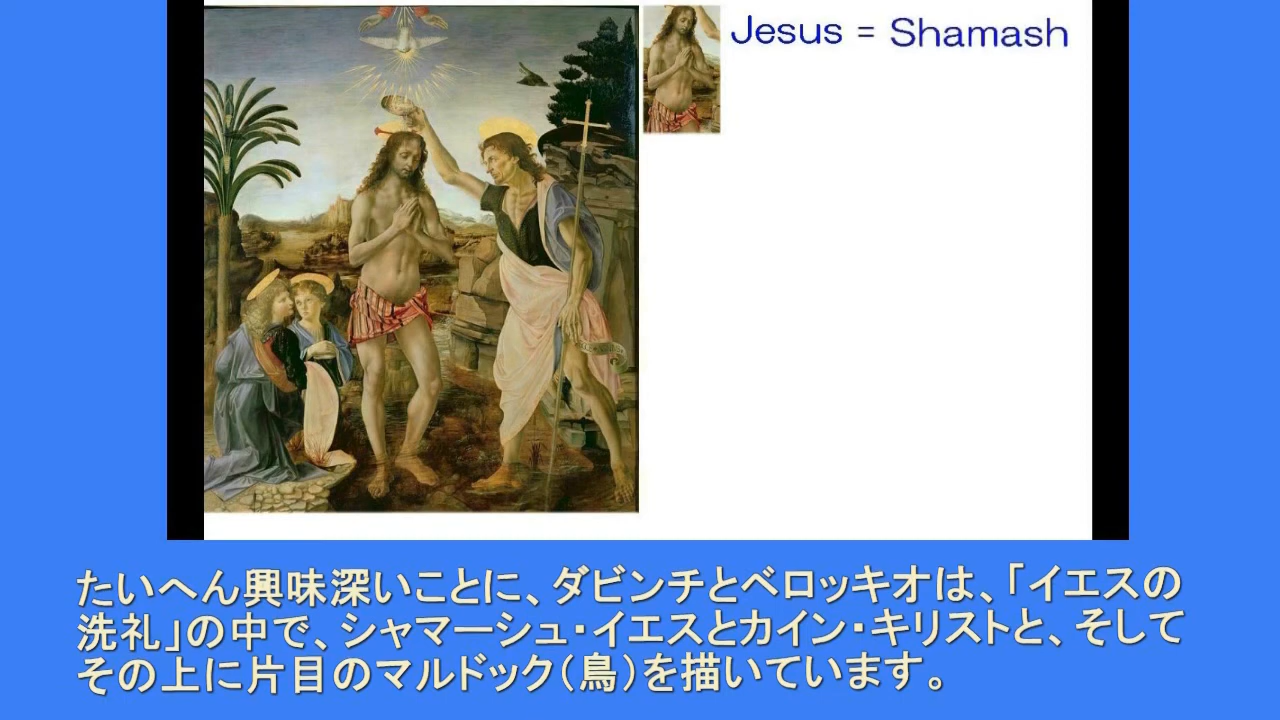 Jesus = Shamash
たいへん興味深いことに、ダビンチとベロッキオは、「イエスの
洗礼」の中で、シャマーシュ・イエスとカイン・キリストと、そして
その上に片目のマルドック（鳥）を描いています。